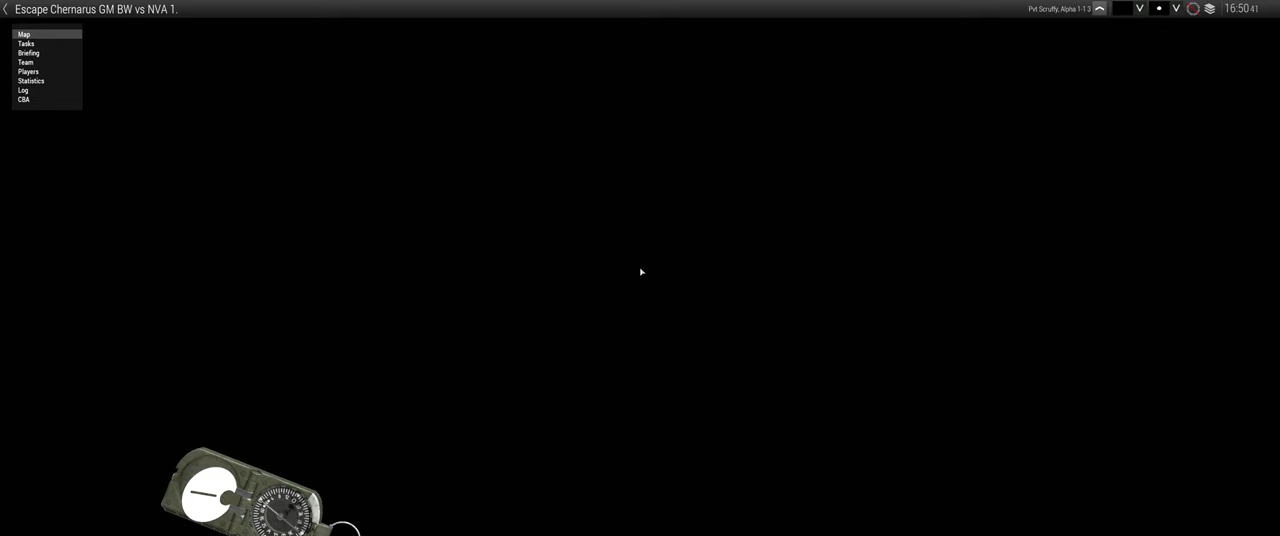 Escape Chernarus GM BW vs NVA 1.
Pvt Scruffy, Alpha 1-1 3
16:50 41
Map
Tasks
Briefing
Team
Players
Statistics
Log
CBA